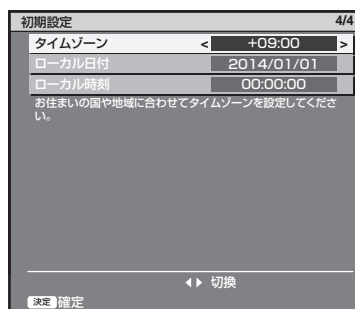 初期設定 4/4
タイムゾーン < +09:00 >
ローカル日付 2014/01/01
ローカル時刻 00:00:00
お住まいの国や地域に合わせてタイムゾーンを設定してくださ
い。
◀▶ 切換
決定 確定